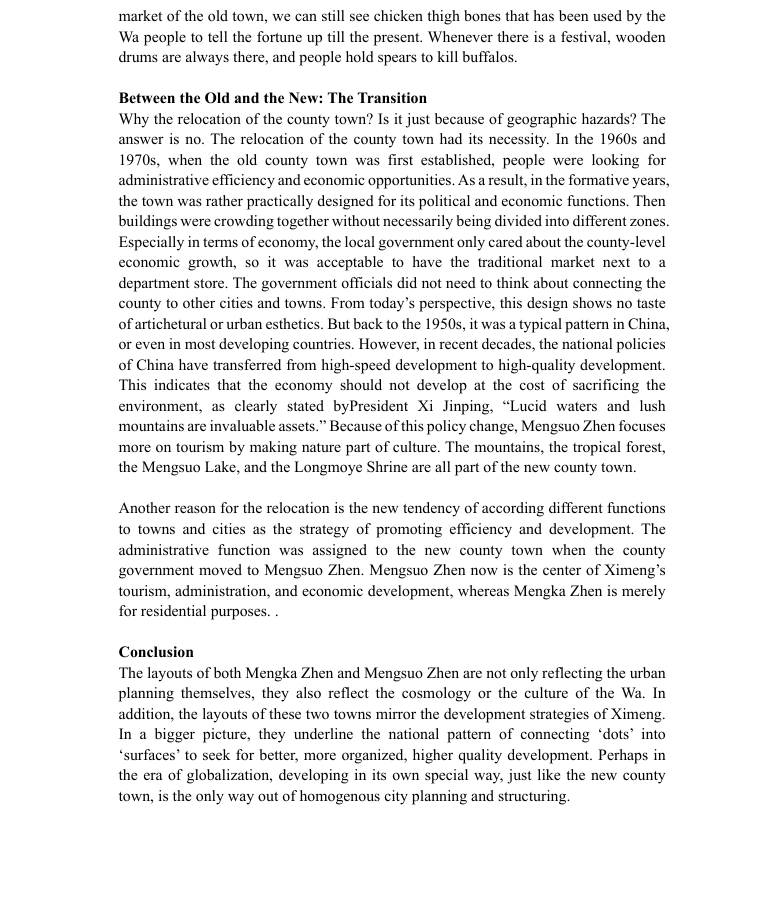 market of the old town, we can still see chicken thigh bones that has been used by the
Wa people to tell the fortune up till the present. Whenever there is a festival, wooden
drums are always there, and people hold spears to kill buffalos.
Between the Old and the New: The Transition
Why the relocation of the county town? Is it just because of geographic hazards? The
answer is no. The relocation of the county town had its necessity. In the 1960s and
1970s, when the old county town was first established, people were looking for
administrative efficiency and economic opportunities. As a result, in the formative years,
the town was rather practically designed for its political and economic functions. Then
buildings were crowding together without necessarily being divided into different zones.
Especially in terms of economy, the local government only cared about the county-level
economic growth, so it was acceptable to have the traditional market next to a
department store. The government officials did not need to think about connecting the
county to other cities and towns. From today’s perspective, this design shows no taste
of artichetural or urban esthetics. But back to the 1950s, it was a typical pattern in China,
or even in most developing countries. However, in recent decades, the national policies
of China have transferred from high-speed development to high-quality development.
This indicates that the economy should not develop at the cost of sacrificing the
environment, as clearly stated byPresident Xi Jinping, “Lucid waters and lush
mountains are invaluable assets.” Because of this policy change, Mengsuo Zhen focuses
more on tourism by making nature part of culture. The mountains, the tropical forest,
the Mengsuo Lake, and the Longmoye Shrine are all part of the new county town.
Another reason for the relocation is the new tendency of according different functions
to towns and cities as the strategy of promoting efficiency and development. The
administrative function was assigned to the new county town when the county
government moved to Mengsuo Zhen. Mengsuo Zhen now is the center of Ximeng’s
tourism, administration, and economic development, whereas Mengka Zhen is merely
for residential purposes. .
Conclusion
The layouts of both Mengka Zhen and Mengsuo Zhen are not only reflecting the urban
planning themselves, they also reflect the cosmology or the culture of the Wa. In
addition, the layouts of these two towns mirror the development strategies of Ximeng.
In a bigger picture, they underline the national pattern of connecting ‘dots’ into
‘surfaces’ to seek for better, more organized, higher quality development. Perhaps in
the era of globalization, developing in its own special way, just like the new county
town, is the only way out of homogenous city planning and structuring.